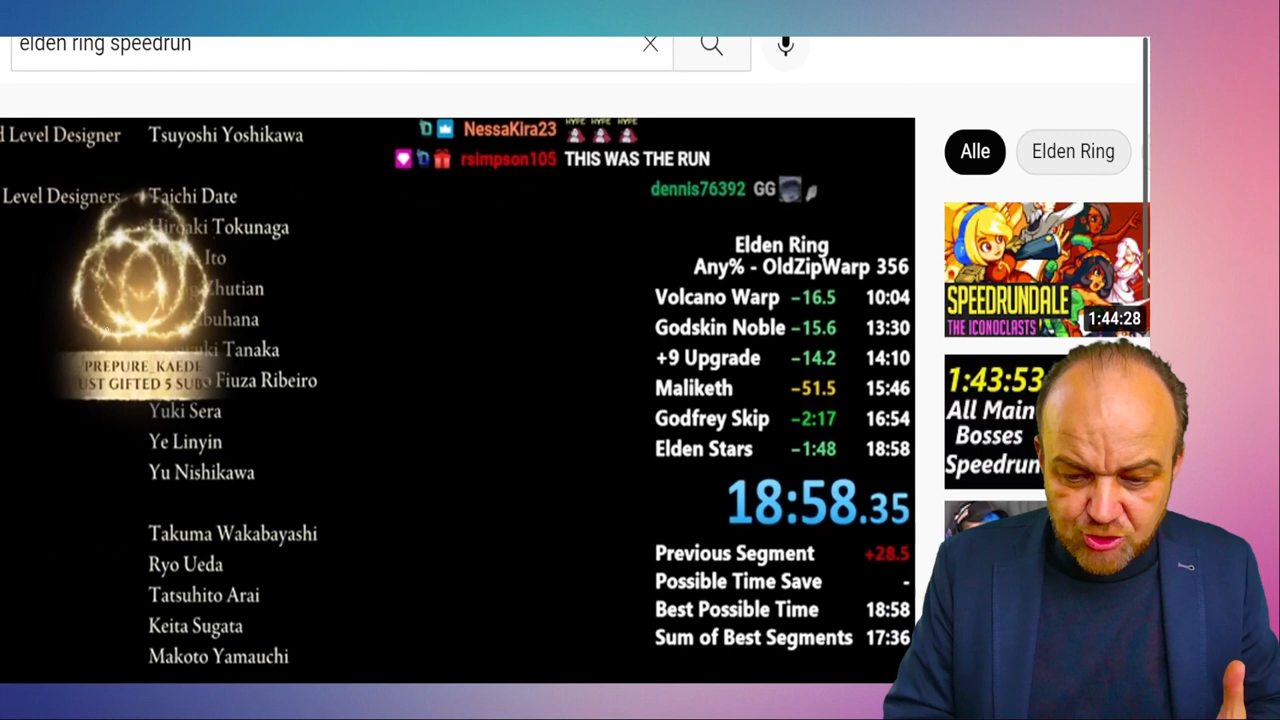 elden ring speedrun
d Level Designer Tsuyoshi Yoshikawa
Level Designers Taichi Date
Hiroaki Tokunaga
Ito
Zhutian
buhana
Tanaka
Fiuza Ribeiro
Yuki Sera
Ye Linyin
Yu Nishikawa
Takuma Wakabayashi
Ryo Ueda
Tatsuhito Arai
Keita Sugata
Makoto Yamauchi
PREPURE_KAEDE
UST GIFTED 5 SUBS
HYPE HYPE HYPE
NessaKira23
rsimpson105 THIS WAS THE RUN
dennis76392 GG
Elden Ring
Any% - OldZipWarp 356
Volcano Warp −16.5 10:04
Godskin Noble −15.6 13:30
+9 Upgrade −14.2 14:10
Maliketh −51.5 15:46
Godfrey Skip −2:17 16:54
Elden Stars −1:48 18:58
18:58.35
Previous Segment +28.5
Possible Time Save -
Best Possible Time 18:58
Sum of Best Segments 17:36
Alle Elden Ring
SPEEDRUNDALE
THE ICONOCLASTS
1:44:28
1:43:53
All Main
Bosses
Speedrun